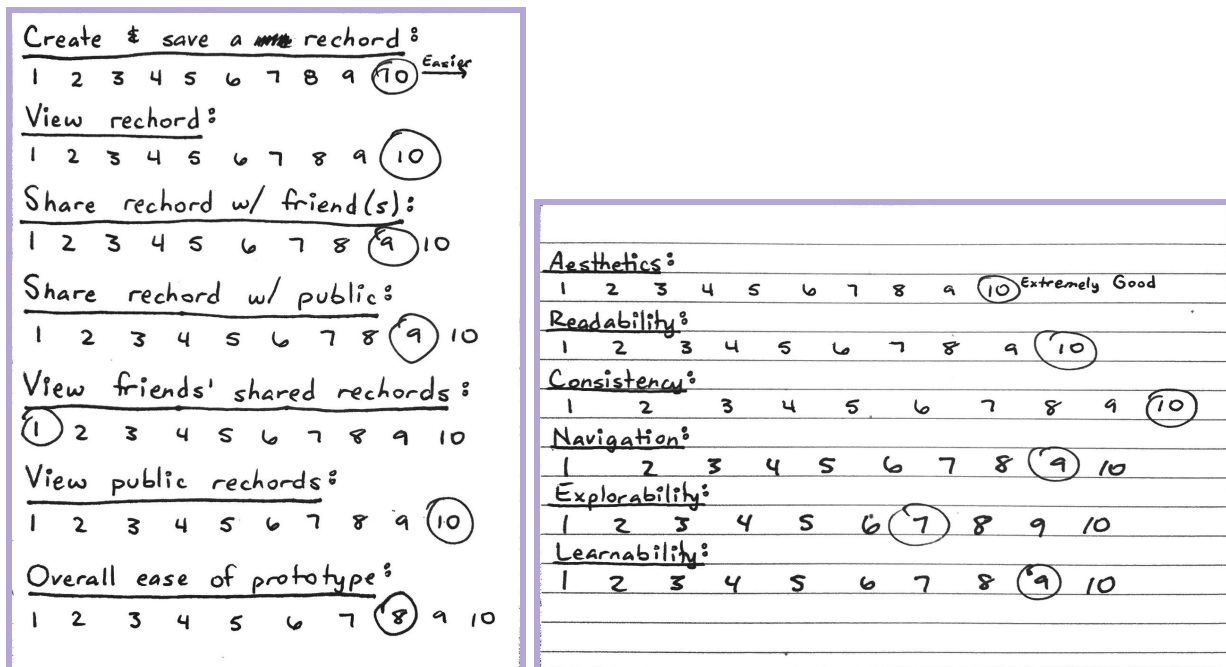 Create & save a rechord:
1 2 3 4 5 6 7 8 9 10 Easier
View rechord:
1 2 3 4 5 6 7 8 9 10
Share rechord w/ friend(s):
1 2 3 4 5 6 7 8 9 10
Share rechord w/ public:
1 2 3 4 5 6 7 8 9 10
View friends' shared rechords:
1 2 3 4 5 6 7 8 9 10
View public rechords:
1 2 3 4 5 6 7 8 9 10
Overall ease of prototype:
1 2 3 4 5 6 7 8 9 10
Aesthetics:
1 2 3 4 5 6 7 8 9 10 Extremely Good
Readability:
1 2 3 4 5 6 7 8 9 10
Consistency:
1 2 3 4 5 6 7 8 9 10
Navigation:
1 2 3 4 5 6 7 8 9 10
Explorability:
1 2 3 4 5 6 7 8 9 10
Learnability:
1 2 3 4 5 6 7 8 9 10